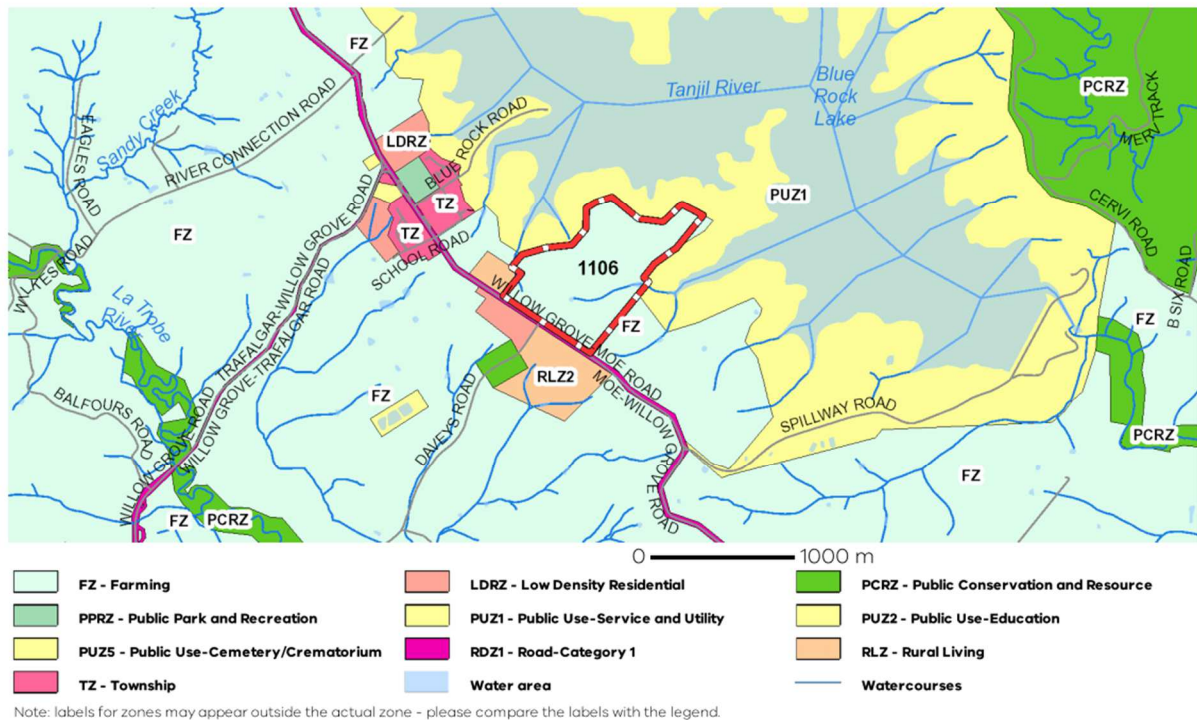 FZ
PCRZ
Tanjil River
Blue
Rock
Lake
MERV TRACK
EAGLES ROAD
Sandy Creek
RIVER CONNECTION ROAD
LDRZ
BLUE ROCK ROAD
PUZ1
CERVI ROAD
TZ
FZ
TZ
SCHOOL ROAD
WILKES ROAD
1106
La Trobe
River
TRAFALGAR-WILLOW GROVE ROAD
WILLOW GROVE-TRAFALGAR ROAD
WILLOW GROVE-MOE ROAD
FZ
FZ
B SIX ROAD
RLZ2
MOE-WILLOW GROVE ROAD
FZ
BALFOURS ROAD
DAVEYS ROAD
SPILLWAY ROAD
WILLOW GROVE-ROAD
PCRZ
FZ
FZ
PCRZ
0 1000 m
FZ - Farming
LDRZ - Low Density Residential
PCRZ - Public Conservation and Resource
PPRZ - Public Park and Recreation
PUZ1 - Public Use-Service and Utility
PUZ2 - Public Use-Education
PUZ5 - Public Use-Cemetery/Crematorium
RDZ1 - Road-Category 1
RLZ - Rural Living
TZ - Township
Water area
Watercourses
Note: labels for zones may appear outside the actual zone - please compare the labels with the legend.